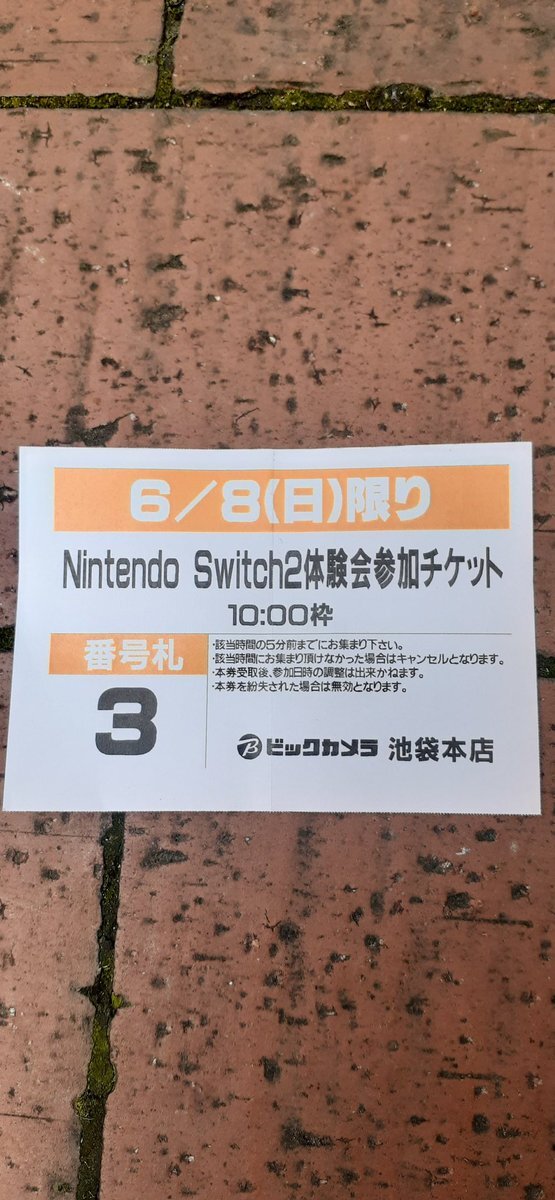 6/8(日)限り
Nintendo Switch2体験会参加チケット
10:00枠
番号札
3
・該当時間の5分前までにお集まり下さい。
・該当時間にお集まり頂けなかった場合はキャンセルとなります。
・本券受取後、参加日時の調整は出来かねます。
・本券を紛失された場合は無効となります。
ビックカメラ 池袋本店